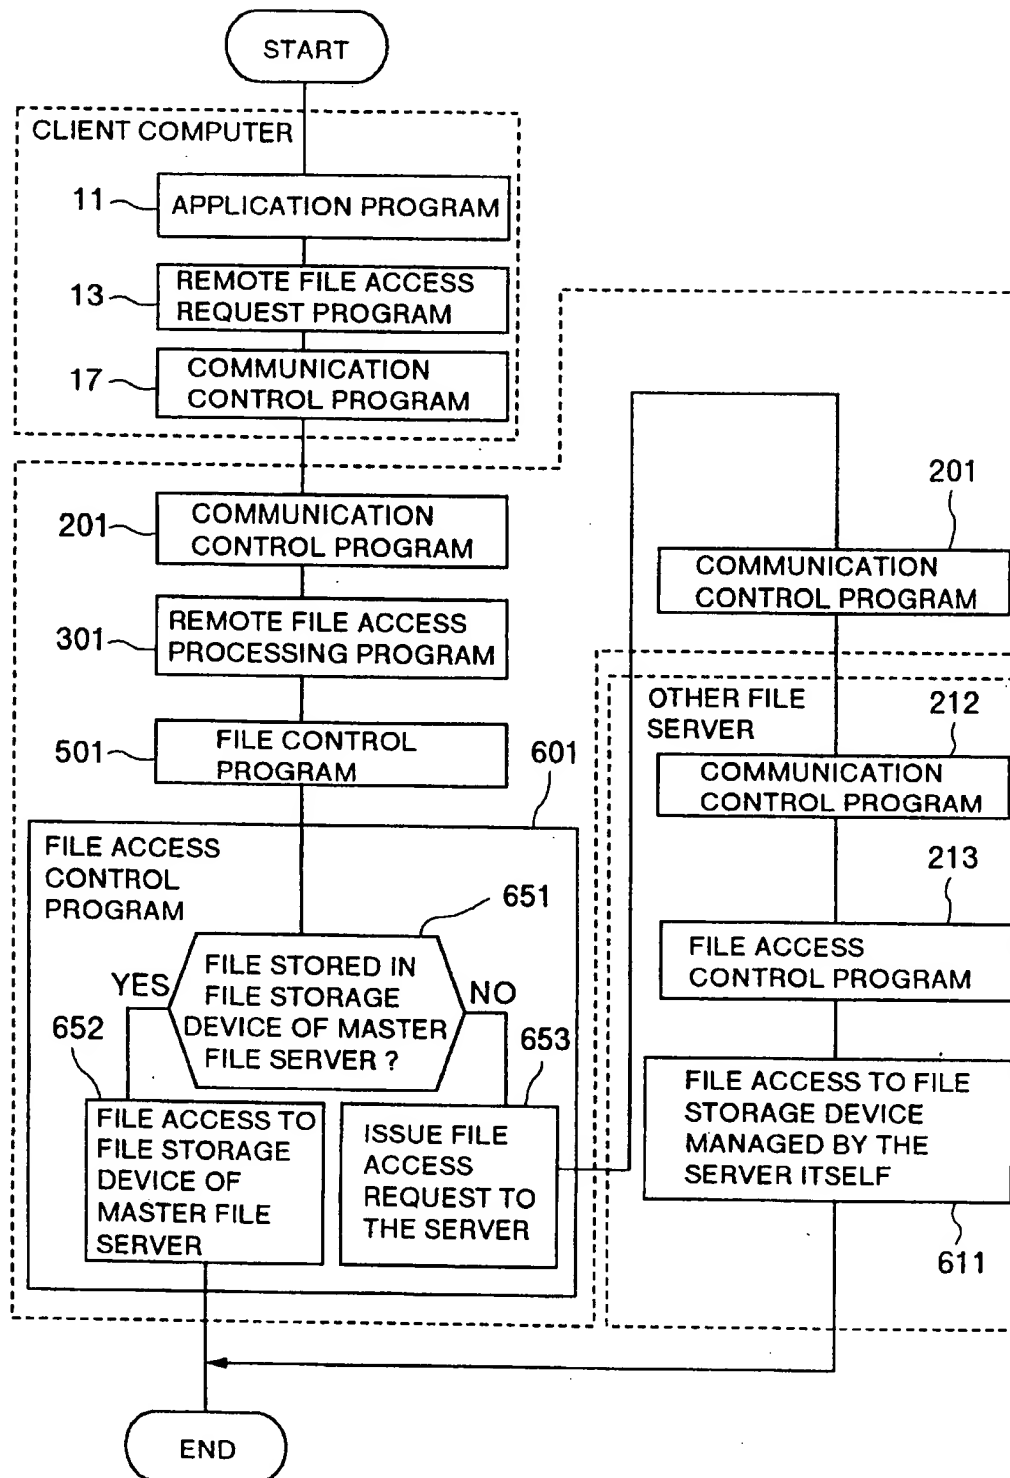 START
CLIENT COMPUTER
11
APPLICATION PROGRAM
13
REMOTE FILE ACCESS
REQUEST PROGRAM
17
COMMUNICATION
CONTROL PROGRAM
201
COMMUNICATION
CONTROL PROGRAM
301
REMOTE FILE ACCESS
PROCESSING PROGRAM
501
FILE CONTROL
PROGRAM
601
FILE ACCESS
CONTROL
PROGRAM
651
FILE STORED IN
FILE STORAGE
DEVICE OF MASTER
FILE SERVER ?
YES
NO
652
FILE ACCESS TO
FILE STORAGE
DEVICE OF
MASTER FILE
SERVER
653
ISSUE FILE
ACCESS
REQUEST TO
THE SERVER
201
COMMUNICATION
CONTROL PROGRAM
OTHER FILE
SERVER
212
COMMUNICATION
CONTROL PROGRAM
213
FILE ACCESS
CONTROL PROGRAM
FILE ACCESS TO FILE
STORAGE DEVICE
MANAGED BY THE
SERVER ITSELF
611
END